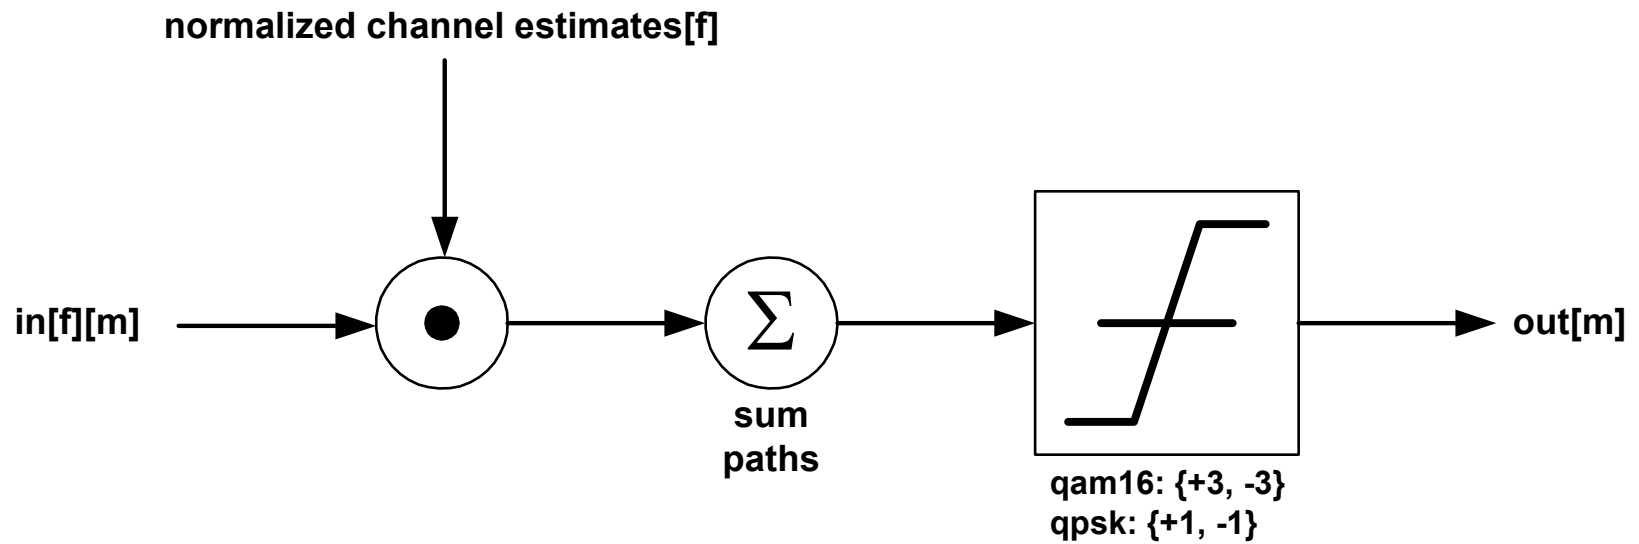 normalized channel estimates[f]
in[f][m]
Σ
sum
paths
out[m]
qam16: {+3, -3}
qpsk: {+1, -1}